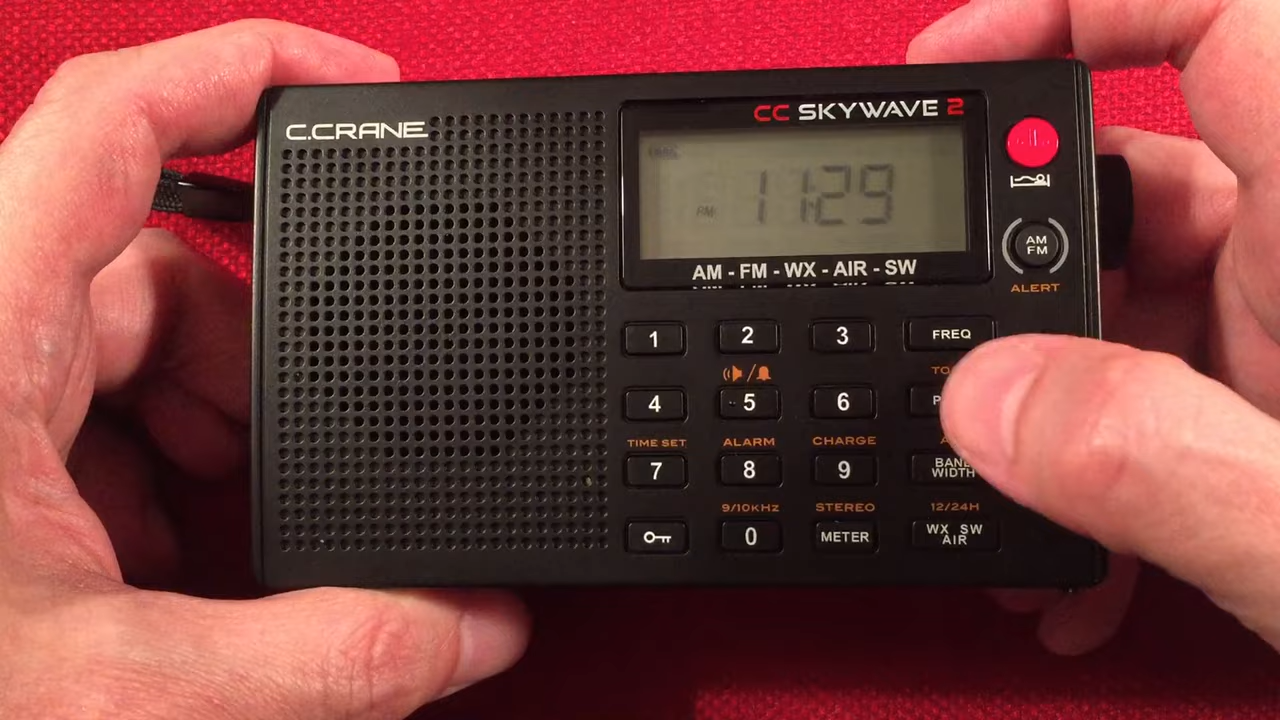 C.CRANE
CC SKYWAVE 2
PM 11:29
AM - FM - WX - AIR - SW
AM
FM
ALERT
1 2 3 FREQ
4 5 6
TIME SET ALARM CHARGE
7 8 9 BAND
WIDTH
9/10KHz STEREO 12/24H
0 METER WX SW
AIR